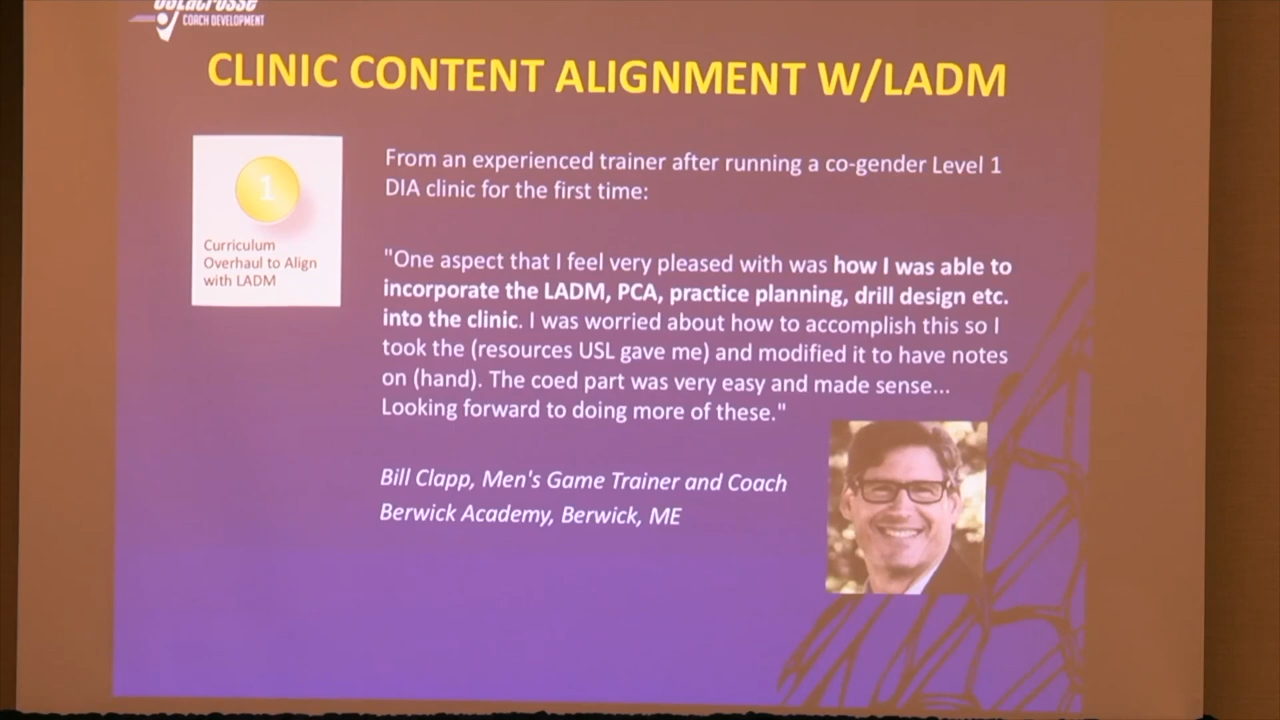 COACH DEVELOPMENT
CLINIC CONTENT ALIGNMENT W/LADM
1
Curriculum
Overhaul to Align
with LADM
From an experienced trainer after running a co-gender Level 1
DIA clinic for the first time:
"One aspect that I feel very pleased with was how I was able to
incorporate the LADM, PCA, practice planning, drill design etc.
into the clinic. I was worried about how to accomplish this so I
took the (resources USL gave me) and modified it to have notes
on (hand). The coed part was very easy and made sense...
Looking forward to doing more of these."
Bill Clapp, Men's Game Trainer and Coach
Berwick Academy, Berwick, ME